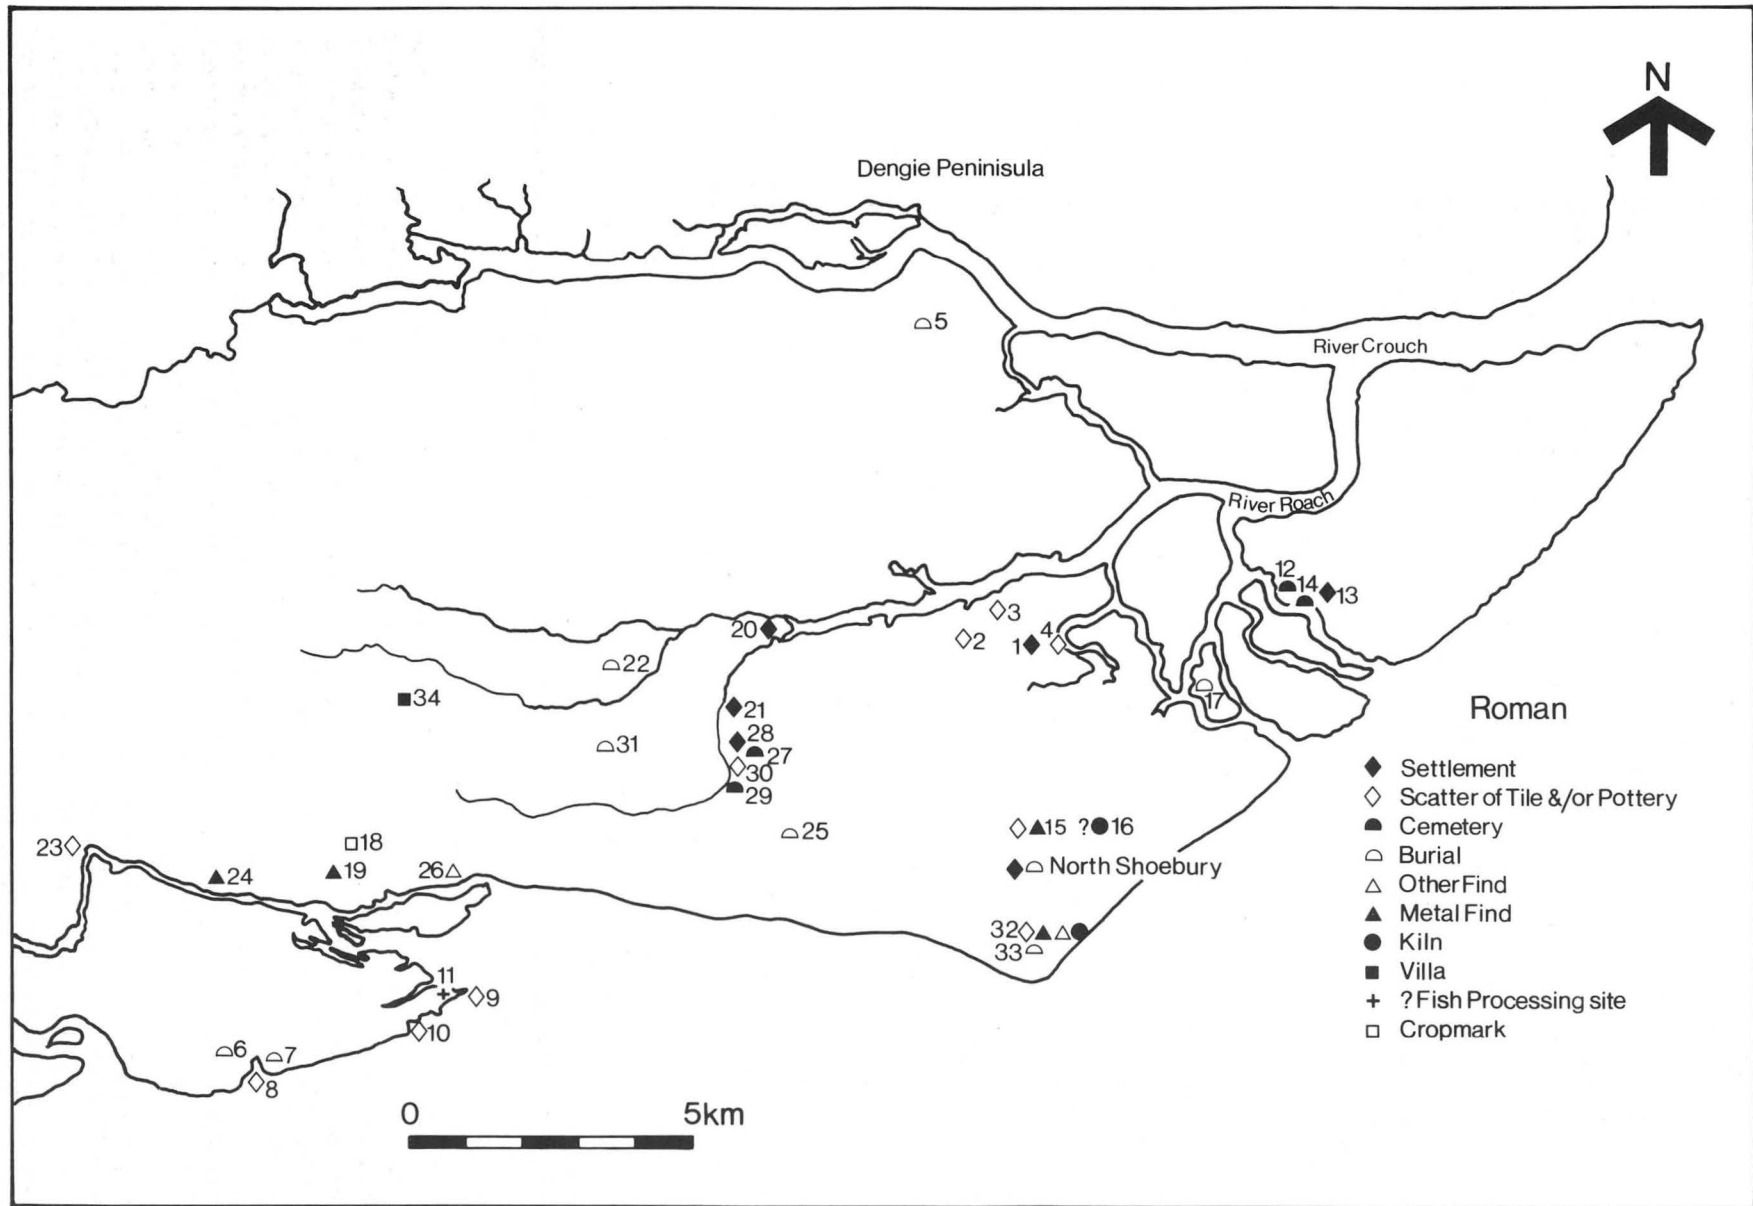 N
Dengie Peninisula
5
River Crouch
River Roach
12
14
13
3
20
2
1
4
22
17
34
21
Roman
28
31
27
30
Settlement
29
Scatter of Tile &/or Pottery
15 ? 16
Cemetery
25
23
18
Burial
North Shoebury
24
19
26
Other Find
Metal Find
32
Kiln
33
Villa
11
9
? Fish Processing site
10
Cropmark
6
7
8
0 5km